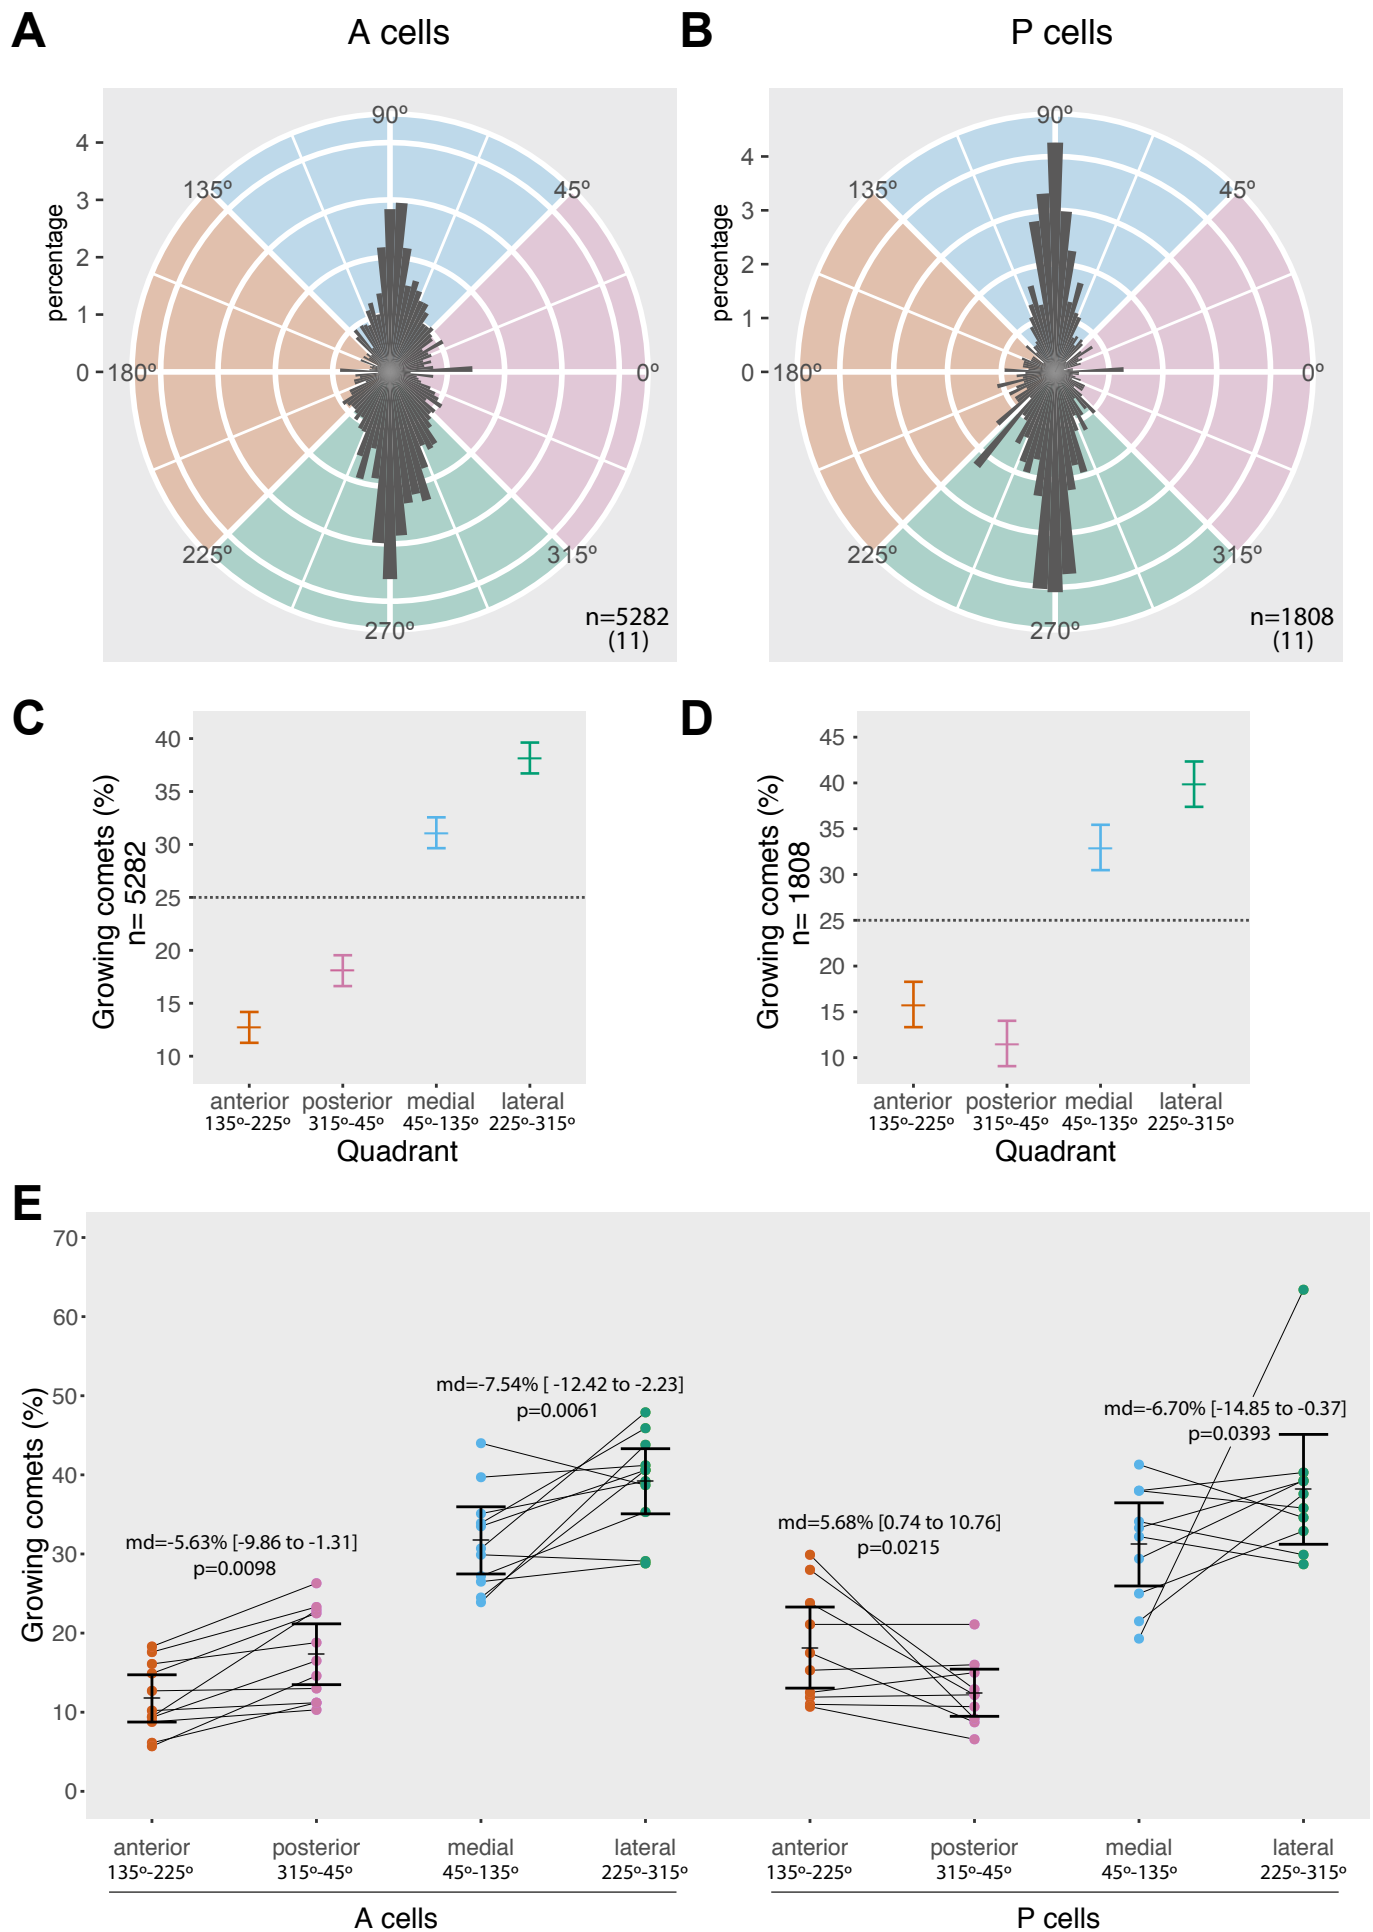 A
A cells
B
P cells
90º
135º
45º
180º
0º
225º
315º
270º
4
3
2
1
0
percentage
n=5282
(11)
90º
135º
45º
180º
0º
225º
315º
270º
4
3
2
1
0
percentage
n=1808
(11)
C
40
35
30
25
20
15
10
Growing comets (%)
n= 5282
anterior posterior medial lateral
135º-225º 315º-45º 45º-135º 225º-315º
Quadrant
D
45
40
35
30
25
20
15
10
Growing comets (%)
n= 1808
anterior posterior medial lateral
135º-225º 315º-45º 45º-135º 225º-315º
Quadrant
E
70
60
50
40
30
20
10
0
Growing comets (%)
md=-5.63% [-9.86 to -1.31]
p=0.0098
md=-7.54% [ -12.42 to -2.23]
p=0.0061
md=5.68% [0.74 to 10.76]
p=0.0215
md=-6.70% [-14.85 to -0.37]
p=0.0393
anterior posterior medial lateral anterior posterior medial lateral
135º-225º 315º-45º 45º-135º 225º-315º 135º-225º 315º-45º 45º-135º 225º-315º
A cells P cells